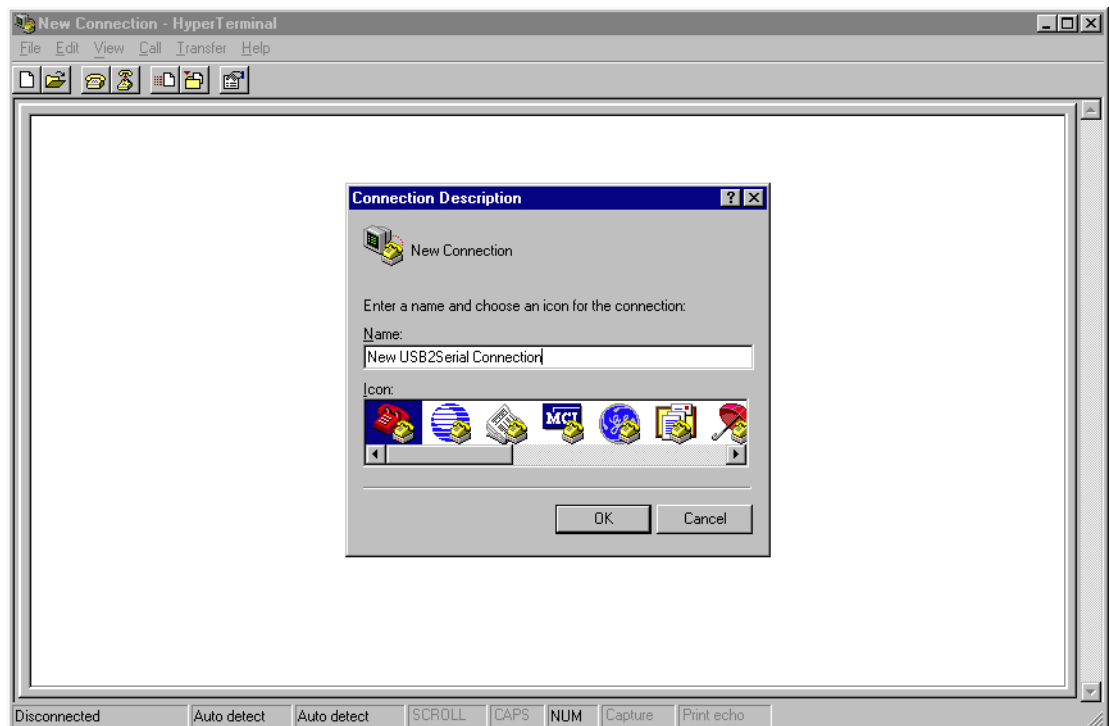 New Connection - HyperTerminal
File Edit View Call Transfer Help
Connection Description
New Connection
Enter a name and choose an icon for the connection:
Name:
New USB2Serial Connection
Icon:
MCI
OK Cancel
Disconnected Auto detect Auto detect SCROLL CAPS NUM Capture Print echo